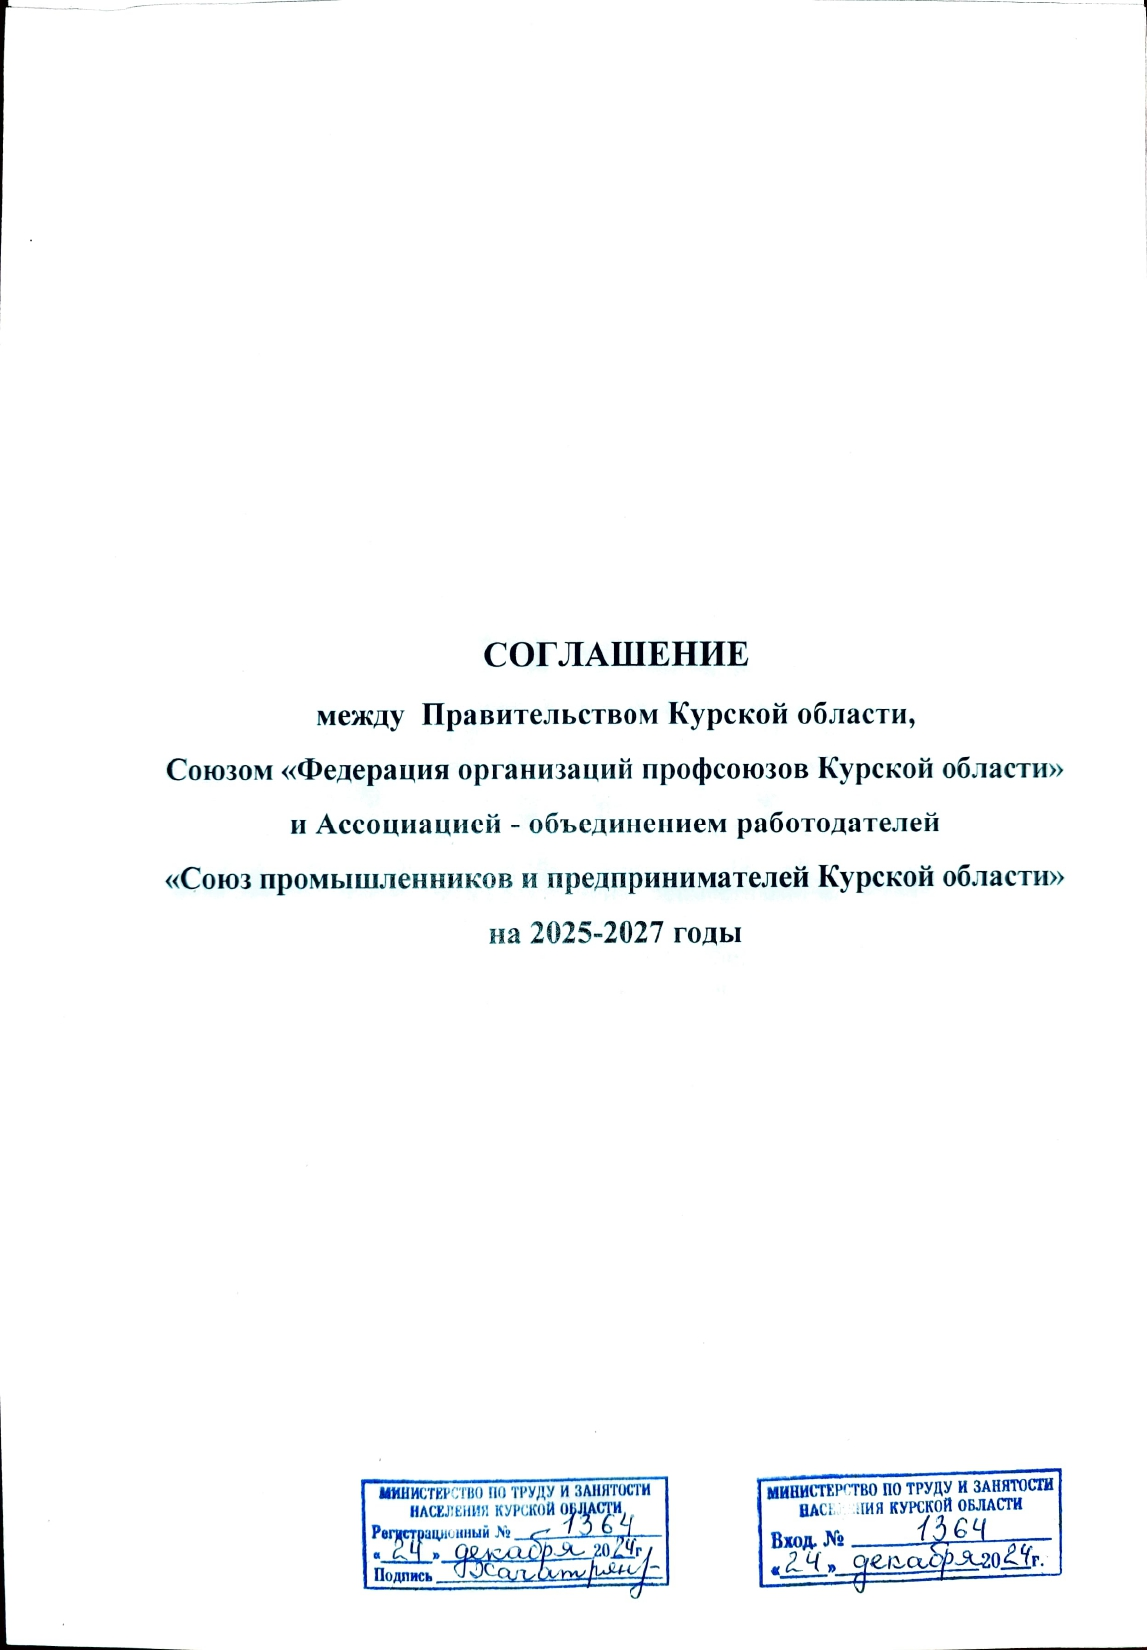 СОГЛАШЕНИЕ
между Правительством Курской области,
Союзом «Федерация организаций профсоюзов Курской области»
и Ассоциацией - объединением работодателей
«Союз промышленников и предпринимателей Курской области»
на 2025-2027 годы
МИНИСТЕРСТВО ПО ТРУДУ И ЗАНЯТОСТИ
НАСЕЛЕНИЯ КУРСКОЙ ОБЛАСТИ
Регистрационный № 1364
«24» декабря 2024г
Подпись
МИНИСТЕРСТВО ПО ТРУДУ И ЗАНЯТОСТИ
НАСЕЛЕНИЯ КУРСКОЙ ОБЛАСТИ
Вход. № 1364
«24» декабря 2024г.